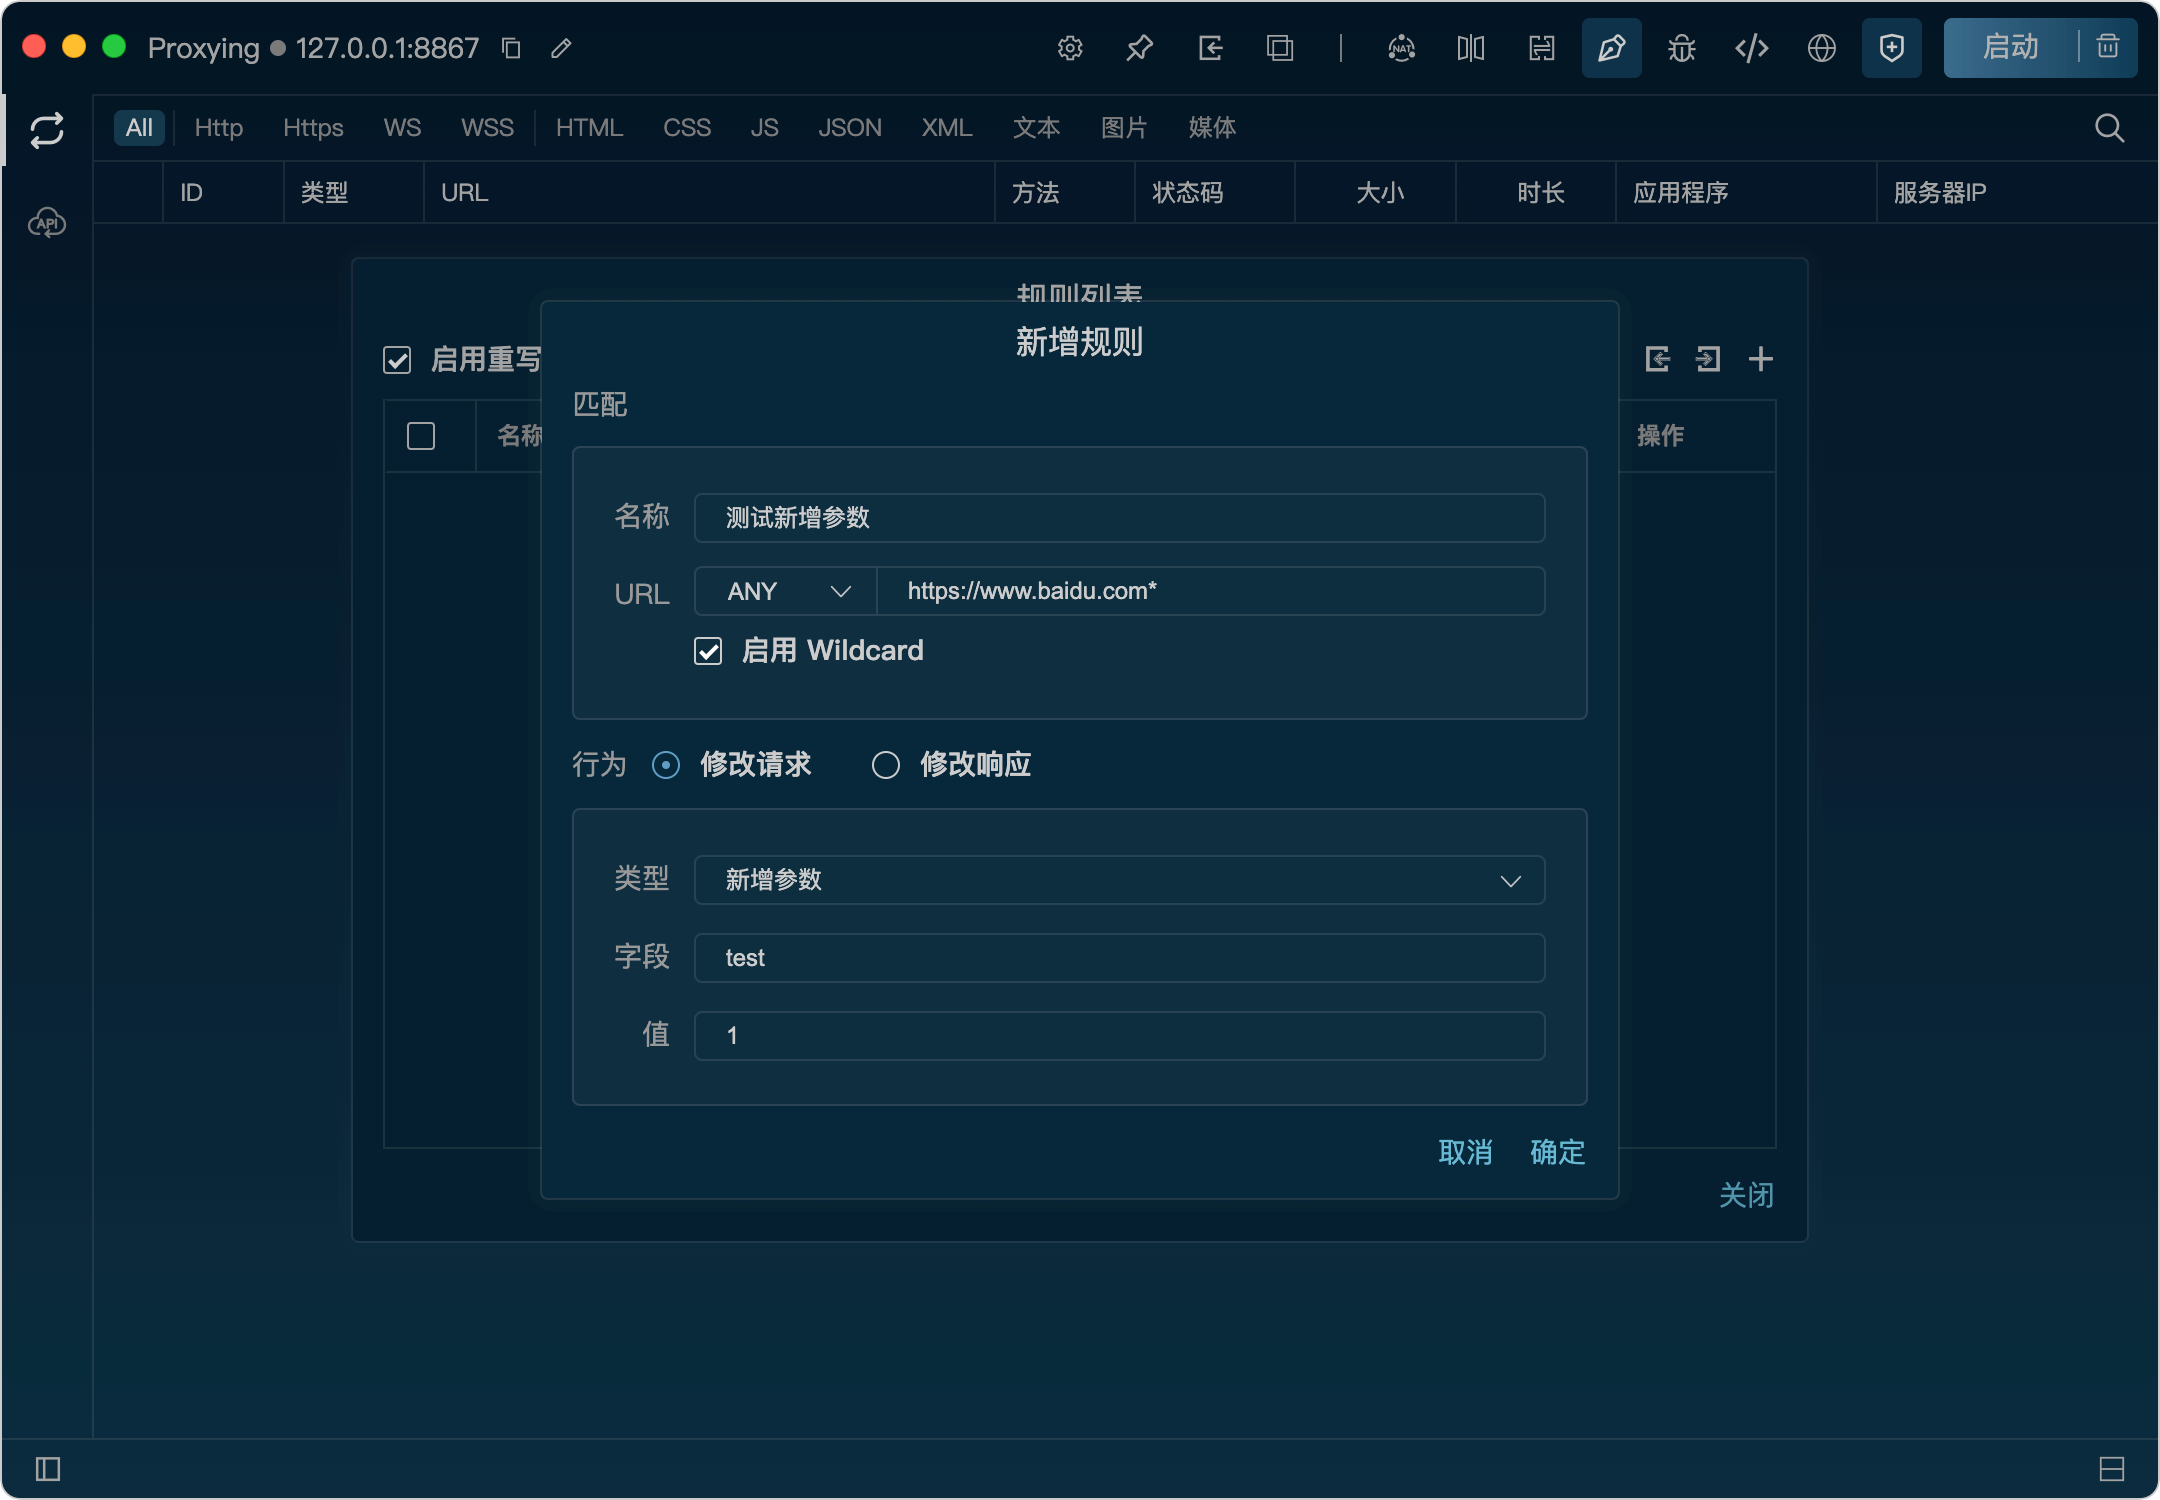 Proxying 127.0.0.1:8867
NAT
启动
All Http Https WS WSS HTML CSS JS JSON XML 文本 图片 媒体
ID 类型 URL 方法 状态码 大小 时长 应用程序 服务器IP
API
规则列表
新增规则
启用重写
匹配
名称 操作
名称 测试新增参数
URL ANY https://www.baidu.com*
启用 Wildcard
行为 修改请求 修改响应
类型 新增参数
字段 test
值 1
取消 确定
关闭